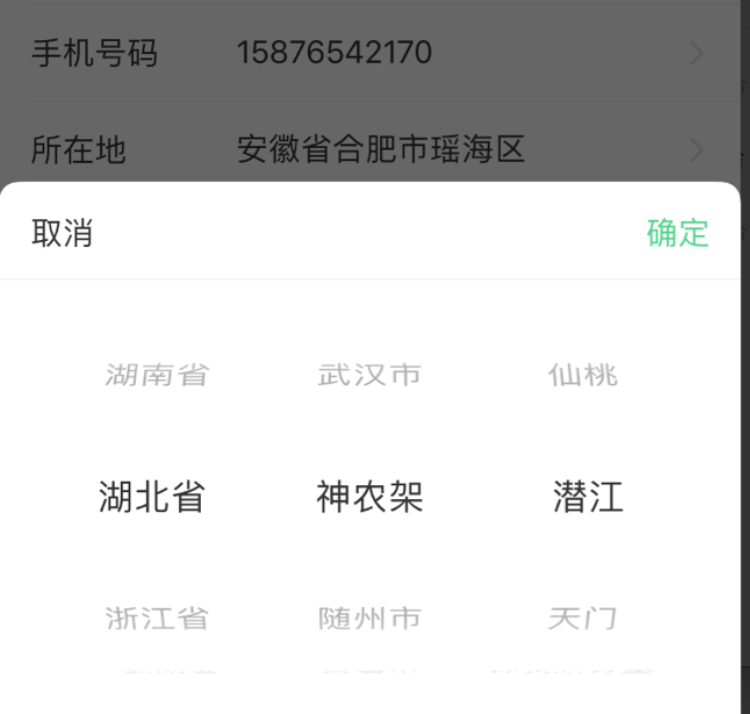 手机号码 15876542170
所在地 安徽省合肥市瑶海区
取消 确定
湖南省 武汉市 仙桃
湖北省 神农架 潜江
浙江省 随州市 天门